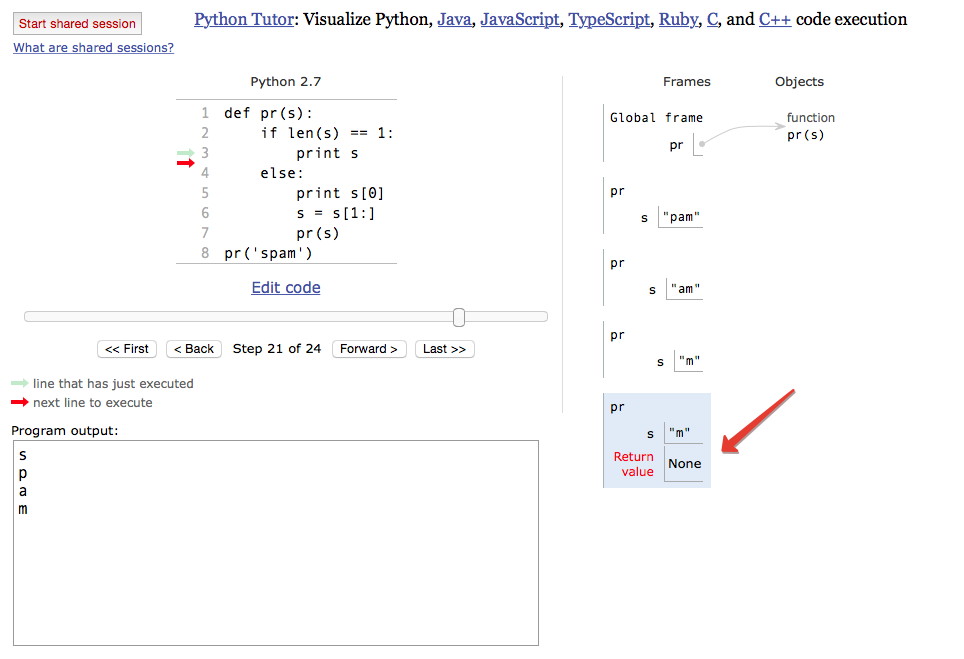 Start shared session
What are shared sessions?
Python Tutor: Visualize Python, Java, JavaScript, TypeScript, Ruby, C, and C++ code execution
Python 2.7
1 def pr(s):
2     if len(s) == 1:
3         print s
4     else:
5         print s[0]
6         s = s[1:]
7         pr(s)
8 pr('spam')
Edit code
<< First < Back Step 21 of 24 Forward > Last >>
line that has just executed
next line to execute
Program output:
s
p
a
m
Frames Objects
Global frame
pr
function
pr(s)
pr
s "pam"
pr
s "am"
pr
s "m"
pr
s "m"
Return
value None